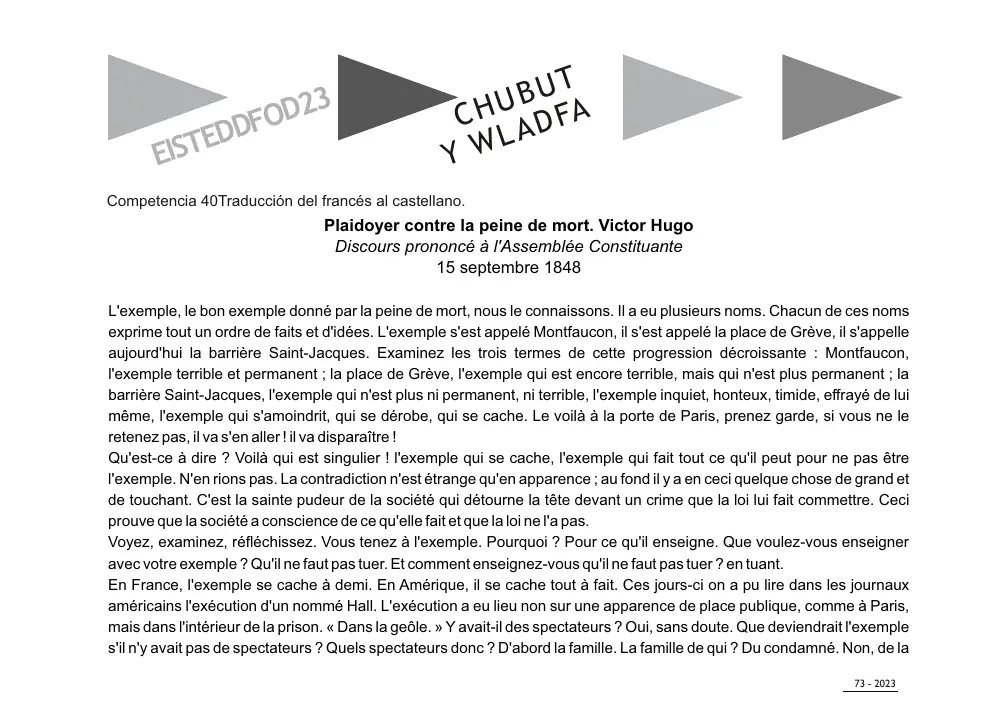 EISTEDDFOD23
CHUBUT
Y WLADFA
Competencia 40Traducción del francés al castellano.
Plaidoyer contre la peine de mort. Victor Hugo
Discours prononcé à l'Assemblée Constituante
15 septembre 1848
L'exemple, le bon exemple donné par la peine de mort, nous le connaissons. Il a eu plusieurs noms. Chacun de ces noms
exprime tout un ordre de faits et d'idées. L'exemple s'est appelé Montfaucon, il s'est appelé la place de Grève, il s'appelle
aujourd'hui la barrière Saint-Jacques. Examinez les trois termes de cette progression décroissante : Montfaucon,
l'exemple terrible et permanent ; la place de Grève, l'exemple qui est encore terrible, mais qui n'est plus permanent ; la
barrière Saint-Jacques, l'exemple qui n'est plus ni permanent, ni terrible, l'exemple inquiet, honteux, timide, effrayé de lui
même, l'exemple qui s'amoindrit, qui se dérobe, qui se cache. Le voilà à la porte de Paris, prenez garde, si vous ne le
retenez pas, il va s'en aller ! il va disparaître !
Qu'est-ce à dire ? Voilà qui est singulier ! l'exemple qui se cache, l'exemple qui fait tout ce qu'il peut pour ne pas être
l'exemple. N'en rions pas. La contradiction n'est étrange qu'en apparence ; au fond il y a en ceci quelque chose de grand et
de touchant. C'est la sainte pudeur de la société qui détourne la tête devant un crime que la loi lui fait commettre. Ceci
prouve que la société a conscience de ce qu'elle fait et que la loi ne l'a pas.
Voyez, examinez, réfléchissez. Vous tenez à l'exemple. Pourquoi ? Pour ce qu'il enseigne. Que voulez-vous enseigner
avec votre exemple ? Qu'il ne faut pas tuer. Et comment enseignez-vous qu'il ne faut pas tuer ? en tuant.
En France, l'exemple se cache à demi. En Amérique, il se cache tout à fait. Ces jours-ci on a pu lire dans les journaux
américains l'exécution d'un nommé Hall. L'exécution a eu lieu non sur une apparence de place publique, comme à Paris,
mais dans l'intérieur de la prison. « Dans la geôle. » Y avait-il des spectateurs ? Oui, sans doute. Que deviendrait l'exemple
s'il n'y avait pas de spectateurs ? Quels spectateurs donc ? D'abord la famille. La famille de qui ? Du condamné. Non, de la
73 - 2023